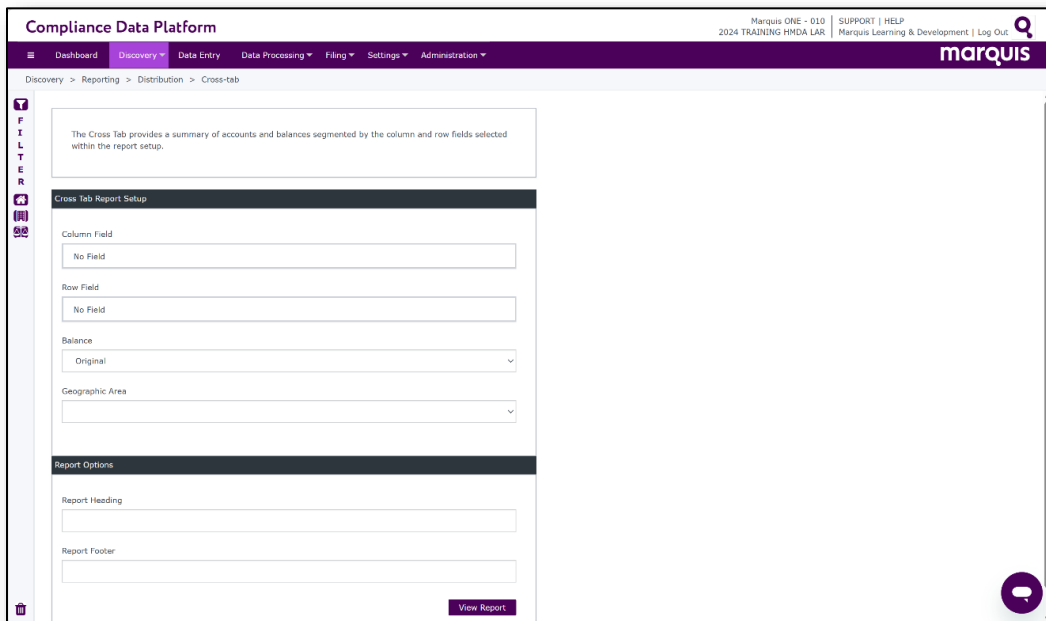 Compliance Data Platform
Marquis ONE - 010
2024 TRAINING HMDA LAR
SUPPORT | HELP
Marquis Learning & Development | Log Out
Dashboard Discovery Data Entry Data Processing Filing Settings Administration
marquis
Discovery > Reporting > Distribution > Cross-tab
F
I
L
T
E
R
The Cross Tab provides a summary of accounts and balances segmented by the column and row fields selected
within the report setup.
Cross Tab Report Setup
Column Field
No Field
Row Field
No Field
Balance
Original
Geographic Area
Report Options
Report Heading
Report Footer
View Report